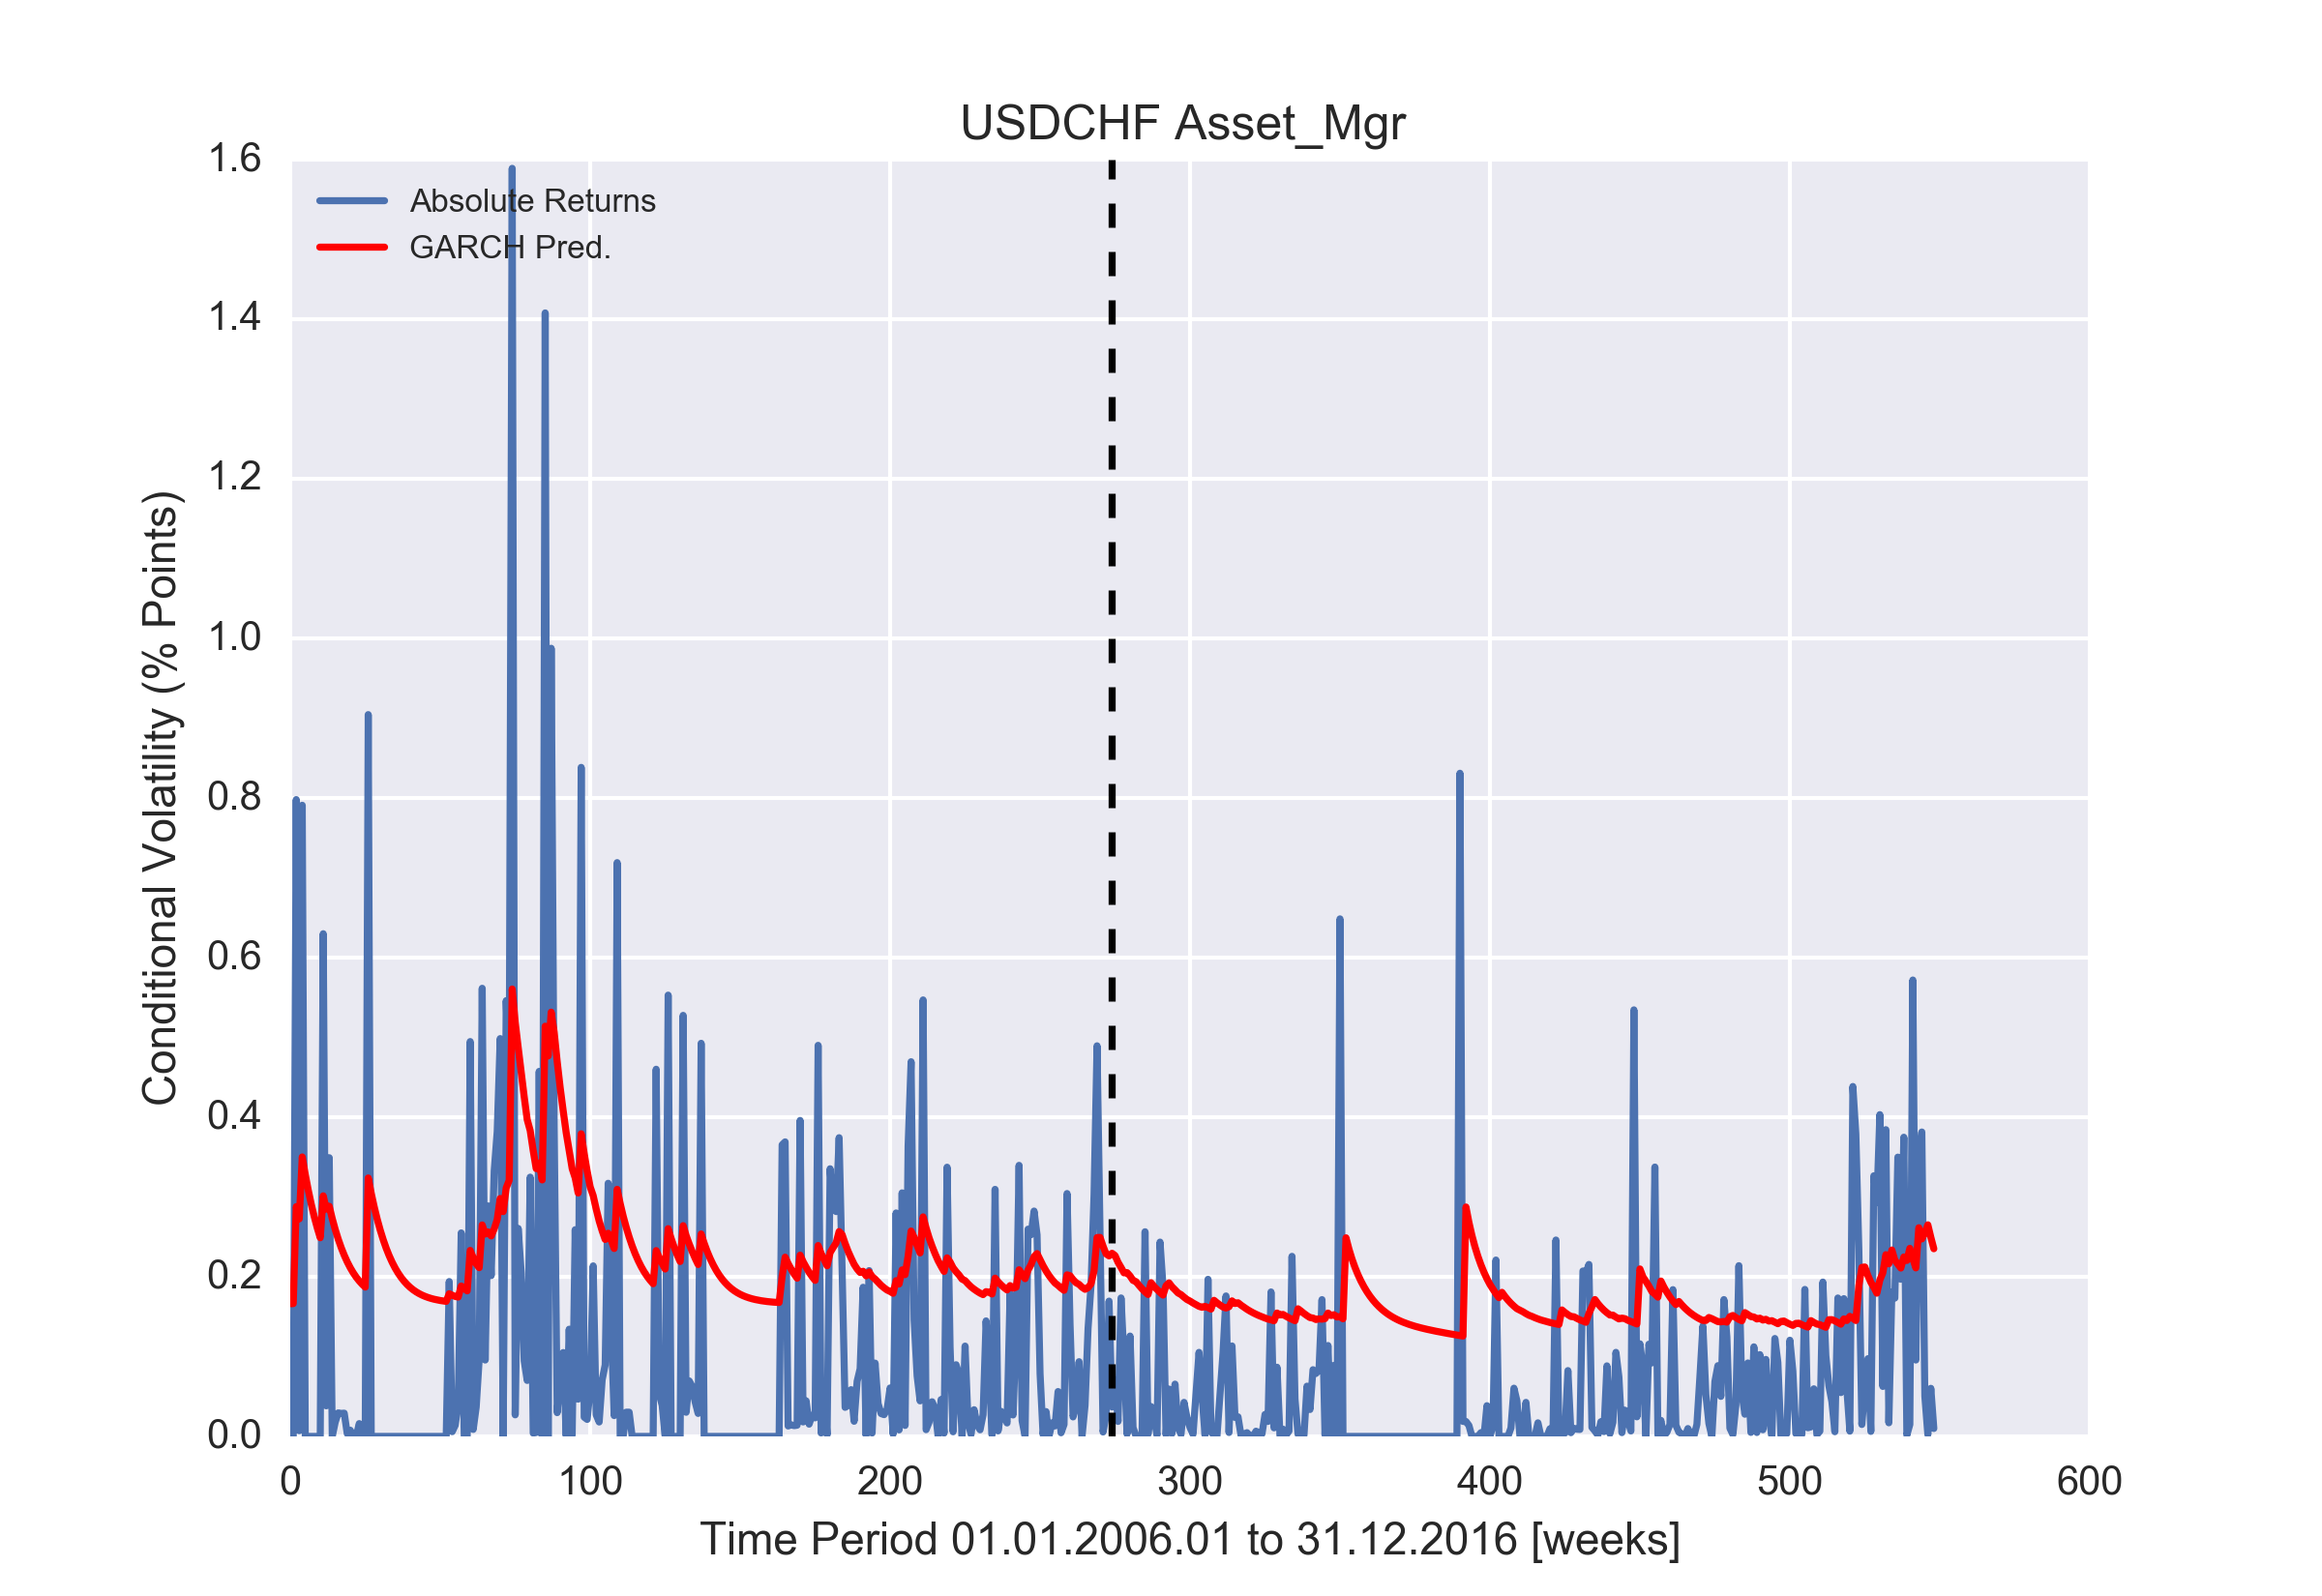 USDCHF Asset_Mgr
1.6
1.4
1.2
1.0
0.8
0.6
0.4
0.2
0.0
Conditional Volatility (% Points)
Absolute Returns
GARCH Pred.
0 100 200 300 400 500 600
Time Period 01.01.2006.01 to 31.12.2016 [weeks]